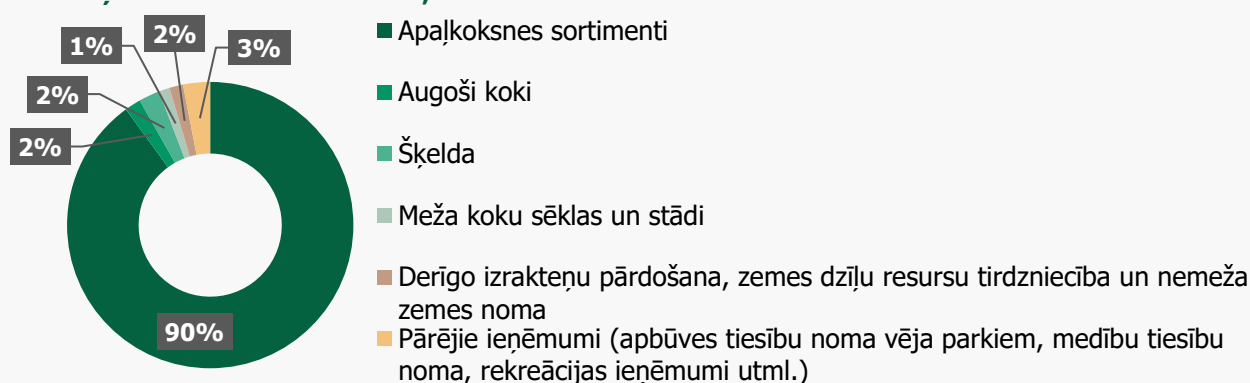 1%
2%
3%
2%
2%
90%
Apaļkoksnes sortimenti
Augoši koki
Šķelda
Meža koku sēklas un stādi
Derīgo izrakteņu pārdošana, zemes dzīļu resursu tirdzniecība un nemeža
zemes noma
Pārējie ieņēmumi (apbūves tiesību noma vēja parkiem, medību tiesību
noma, rekreācijas ieņēmumi utml.)